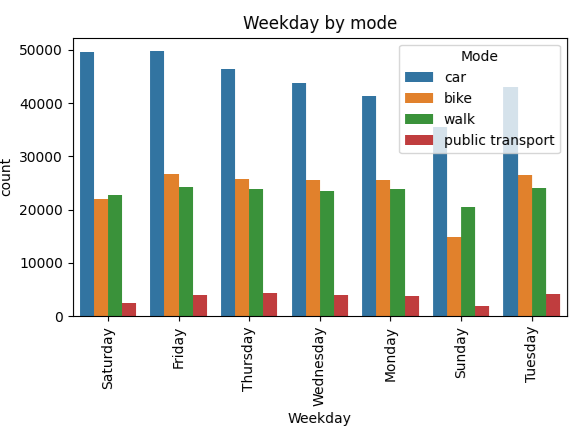 Weekday by mode
Mode
car
bike
walk
public transport
count
50000
40000
30000
20000
10000
0
Saturday
Friday
Thursday
Wednesday
Monday
Sunday
Tuesday
Weekday